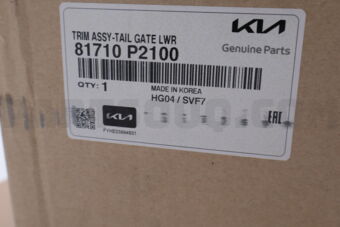 KIA
Genuine Parts
TRIM ASSY-TAIL GATE LWR
81710 P2100
QTY: 1
MADE IN KOREA
HG04 / SVF7
KIA
EAC